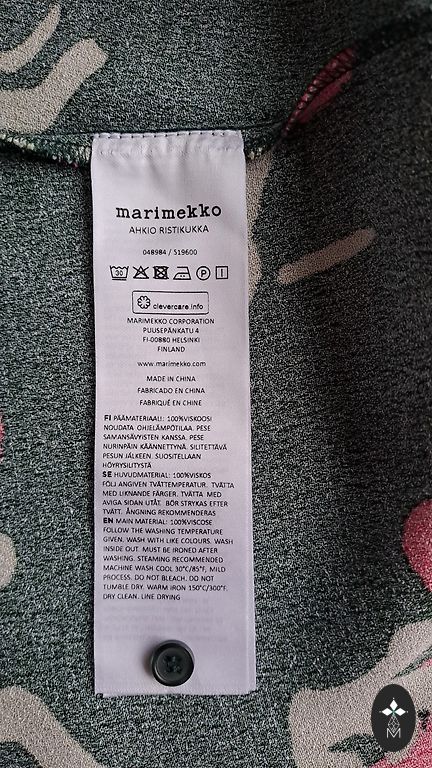 marimekko
AHKIO RISTIKUKKA
048984 / 519600
30 P
clevercare.info
MARIMEKKO CORPORATION
PUUSEPÄNKATU 4
FI-00880 HELSINKI
FINLAND
www.marimekko.com
MADE IN CHINA
FABRICADO EN CHINA
FABRIQUÉ EN CHINE
FI PÄÄMATERIAALI: 100%VISKOOSI
NOUDATA OHJELÄMPÖTILAA. PESE
SAMANSÄVYISTEN KANSSA. PESE
NURINPÄIN KÄÄNNETTYNÄ. SILITETTÄVÄ
PESUN JÄLKEEN. SUOSITELLAAN
HÖYRYSILITYSTÄ
SE HUVUDMATERIAL: 100%VISKOS
FÖLJ ANGIVEN TVÄTTEMPERATUR. TVÄTTA
MED LIKNANDE FÄRGER. TVÄTTA MED
AVIGA SIDAN UTÅT. BÖR STRYKAS EFTER
TVÄTT. ÅNGNING REKOMMENDERAS
EN MAIN MATERIAL: 100%VISCOSE
FOLLOW THE WASHING TEMPERATURE
GIVEN. WASH WITH LIKE COLOURS. WASH
INSIDE OUT. MUST BE IRONED AFTER
WASHING. STEAMING RECOMMENDED
MACHINE WASH COOL 30°C/85°F, MILD
PROCESS. DO NOT BLEACH. DO NOT
TUMBLE DRY. WARM IRON 150°C/300°F.
DRY CLEAN. LINE DRYING
M